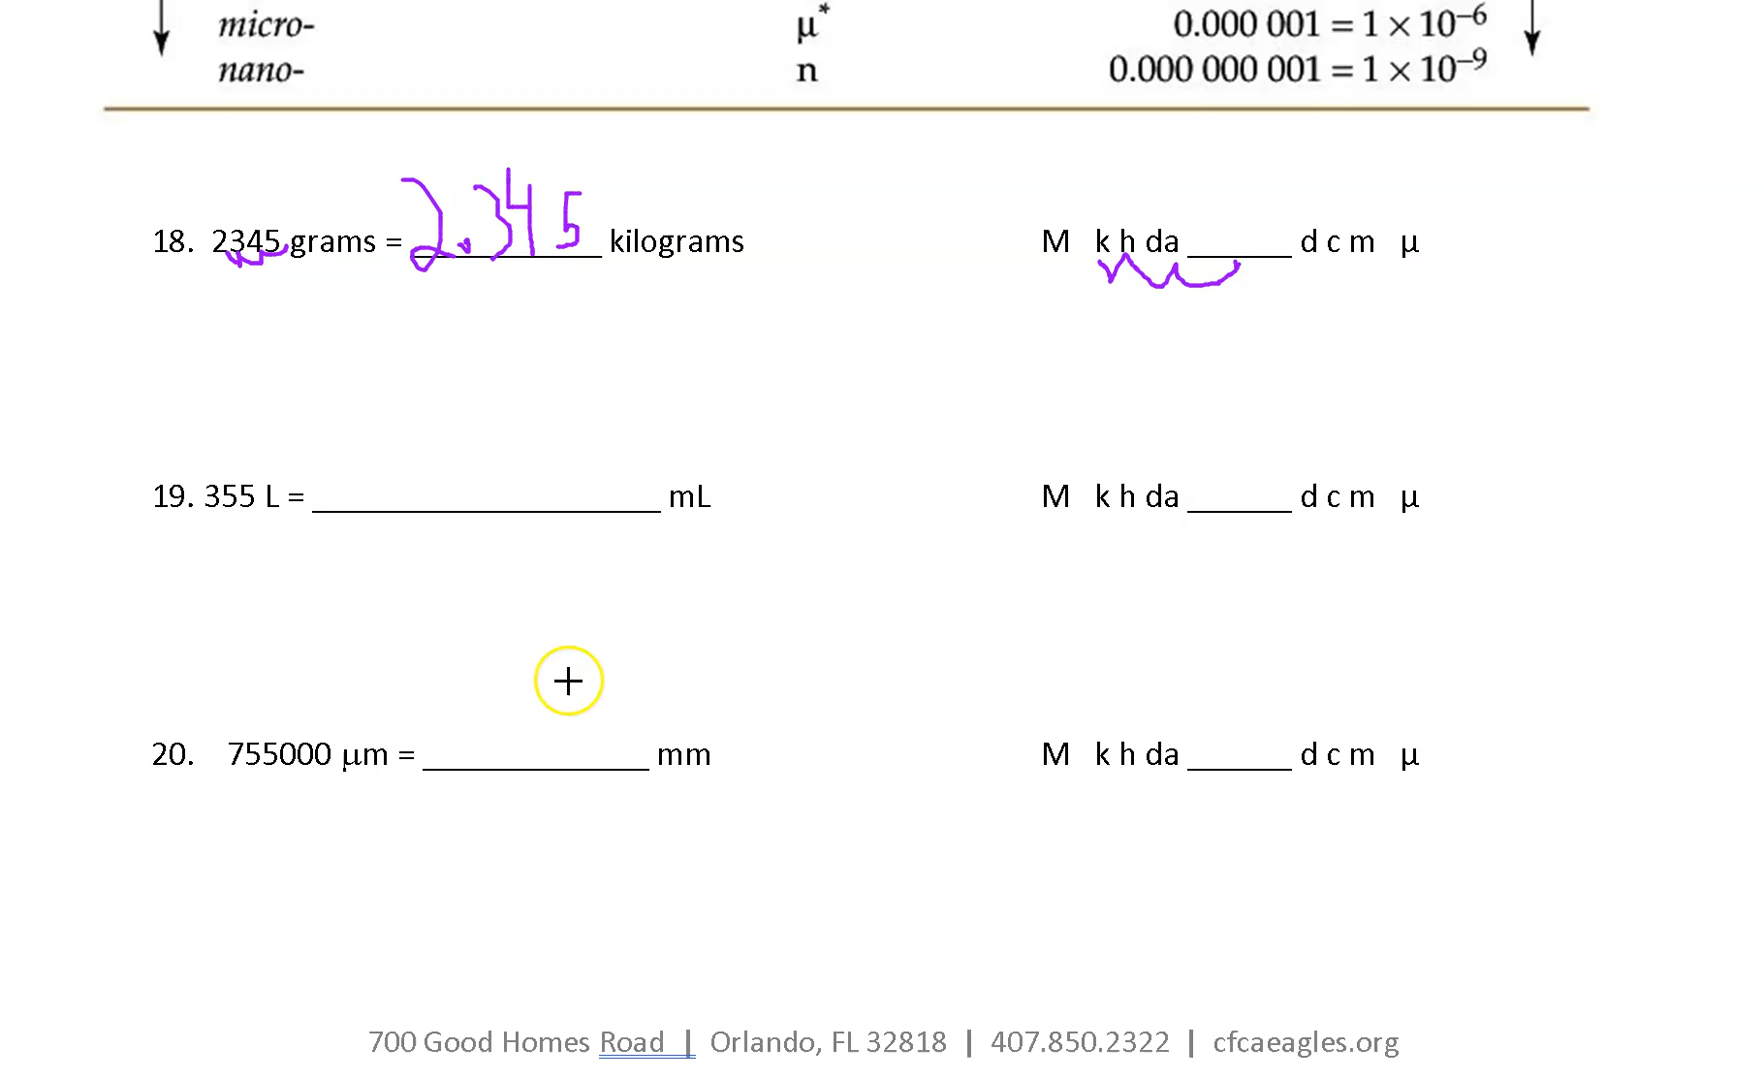 micro- μ* 0.000 001 = 1 × 10⁻⁶
nano- n 0.000 000 001 = 1 × 10⁻⁹
18. 2345 grams = 2.345 kilograms M k h da ______ d c m μ
19. 355 L = ____________________ mL M k h da ______ d c m μ
20. 755000 μm = _____________ mm M k h da ______ d c m μ
700 Good Homes Road | Orlando, FL 32818 | 407.850.2322 | cfcaeagles.org